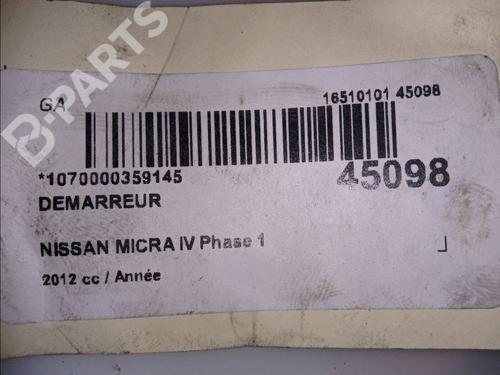 B-PARTS
GA
16510101 45098
*1070000359145
45098
DEMARREUR
NISSAN MICRA IV Phase 1
2012 cc / Année